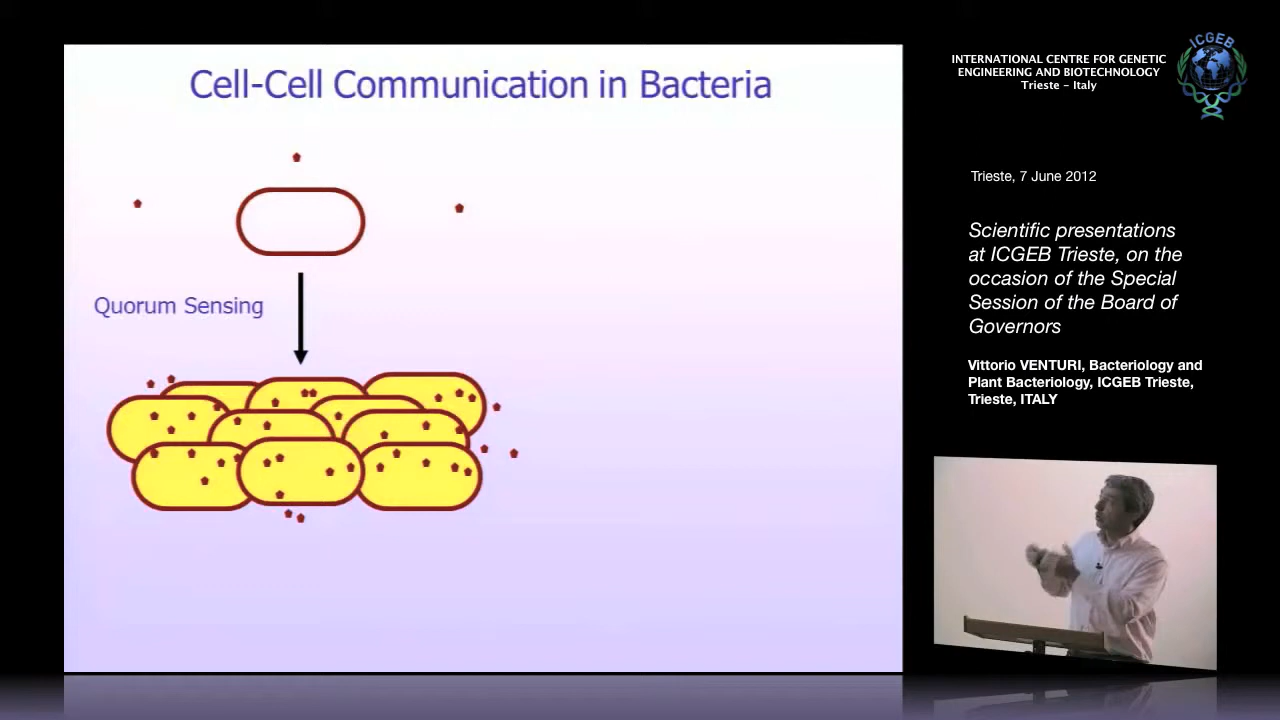 Cell-Cell Communication in Bacteria
Quorum Sensing
INTERNATIONAL CENTRE FOR GENETIC
ENGINEERING AND BIOTECHNOLOGY
Trieste – Italy
ICGEB
Trieste, 7 June 2012
Scientific presentations
at ICGEB Trieste, on the
occasion of the Special
Session of the Board of
Governors
Vittorio VENTURI, Bacteriology and
Plant Bacteriology, ICGEB Trieste,
Trieste, ITALY